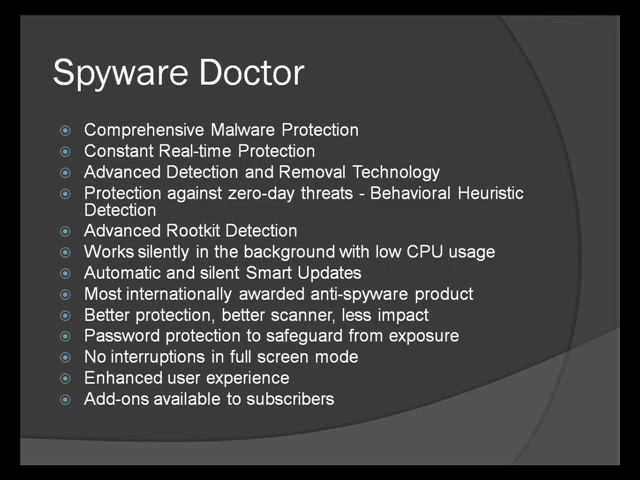 Spyware Doctor
Comprehensive Malware Protection
Constant Real-time Protection
Advanced Detection and Removal Technology
Protection against zero-day threats - Behavioral Heuristic
Detection
Advanced Rootkit Detection
Works silently in the background with low CPU usage
Automatic and silent Smart Updates
Most internationally awarded anti-spyware product
Better protection, better scanner, less impact
Password protection to safeguard from exposure
No interruptions in full screen mode
Enhanced user experience
Add-ons available to subscribers